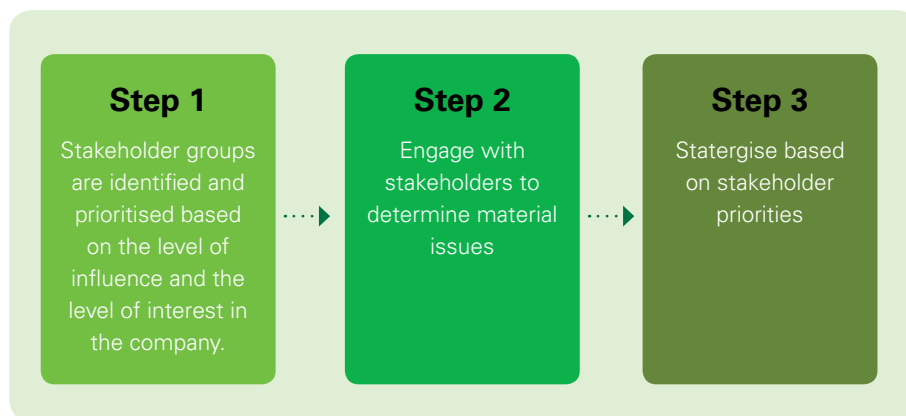 Step 1
Stakeholder groups
are identified and
prioritised based
on the level of
influence and the
level of interest in
the company.
Step 2
Engage with
stakeholders to
determine material
issues
Step 3
Statergise based
on stakeholder
priorities